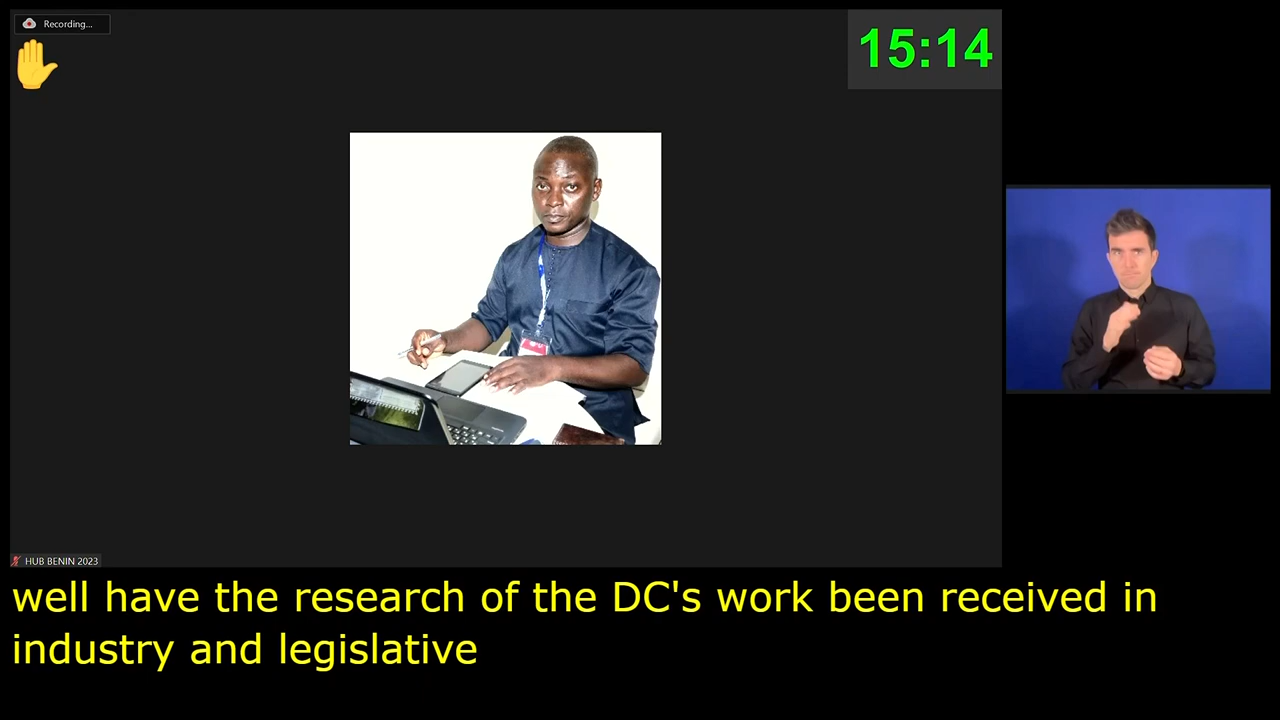 Recording...
15:14
HUB BENIN 2023
well have the research of the DC's work been received in
industry and legislative